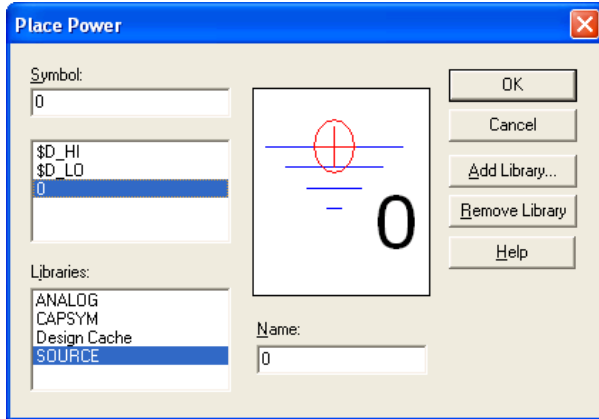 Place Power
Symbol:
0
$D_HI
$D_LO
0
Libraries:
ANALOG
CAPSYM
Design Cache
SOURCE
0
Name:
0
OK
Cancel
Add Library...
Remove Library
Help